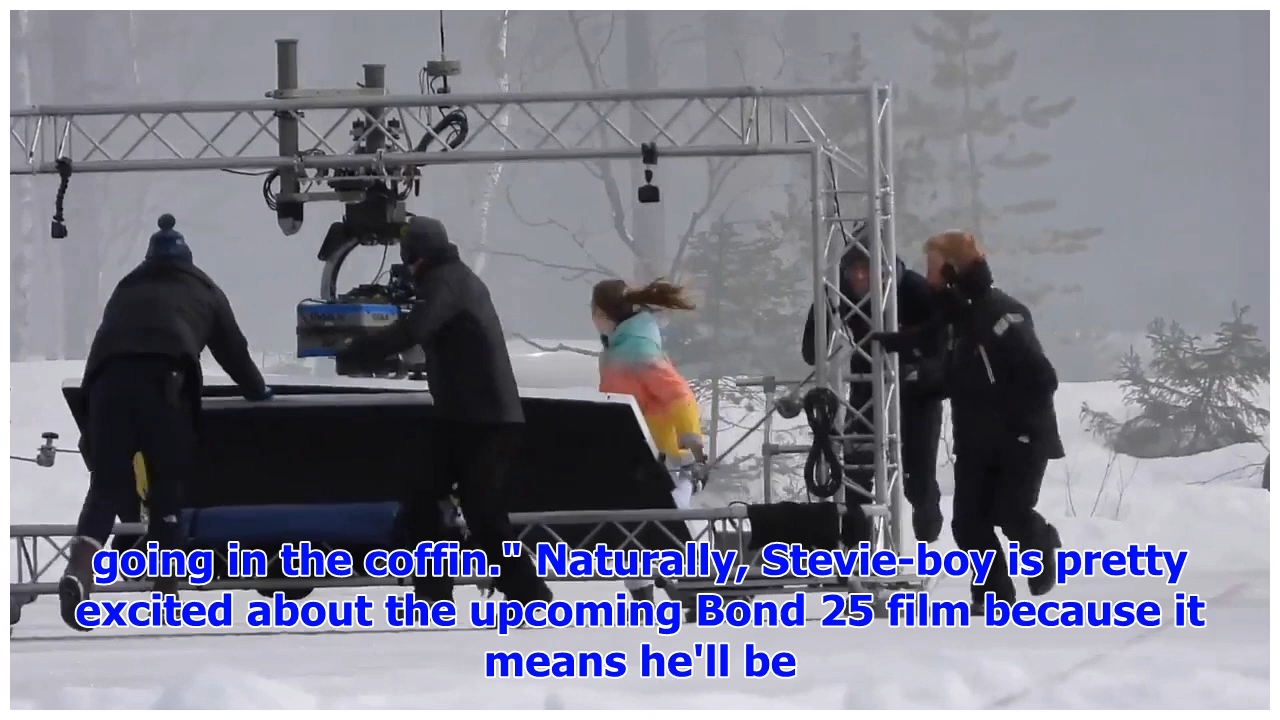 going in the coffin." Naturally, Stevie-boy is pretty
excited about the upcoming Bond 25 film because it
means he'll be